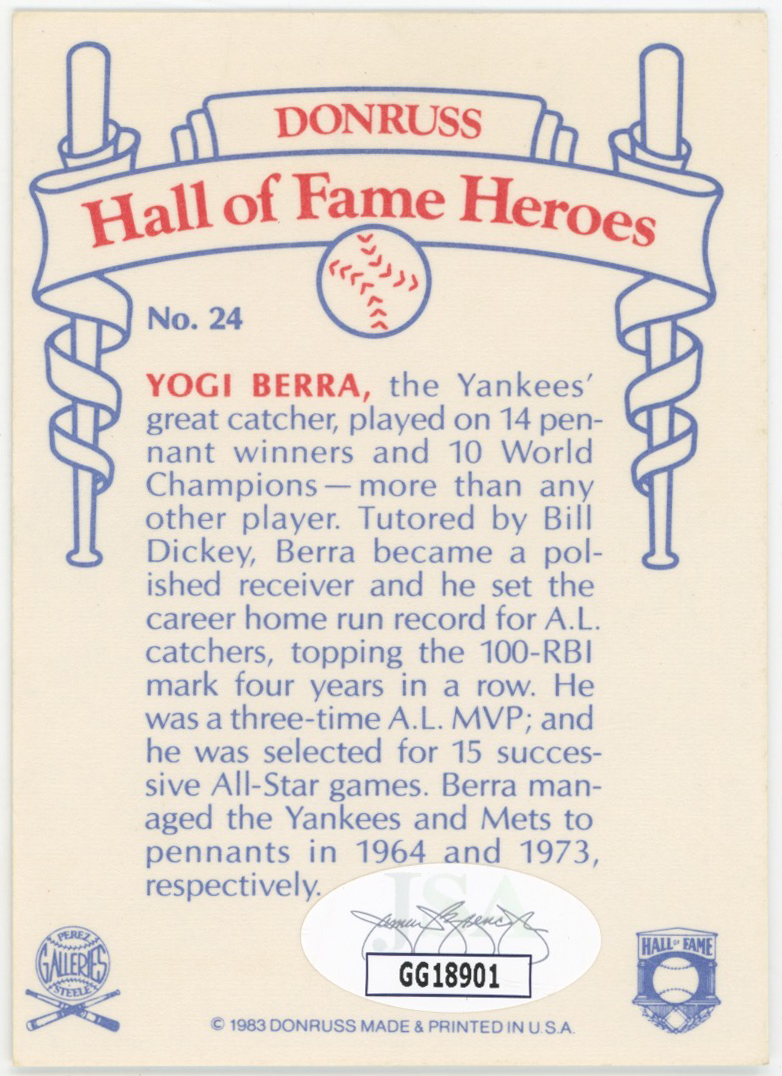 DONRUSS
Hall of Fame Heroes
No. 24
YOGI BERRA, the Yankees'
great catcher, played on 14 pen-
nant winners and 10 World
Champions—more than any
other player. Tutored by Bill
Dickey, Berra became a pol-
ished receiver and he set the
career home run record for A.L.
catchers, topping the 100-RBI
mark four years in a row. He
was a three-time A.L. MVP; and
he was selected for 15 succes-
sive All-Star games. Berra man-
aged the Yankees and Mets to
pennants in 1964 and 1973,
respectively.
JSA
GG18901
PEREZ
GALLERIES
STEELE
HALL OF FAME
© 1983 DONRUSS MADE & PRINTED IN U.S.A.